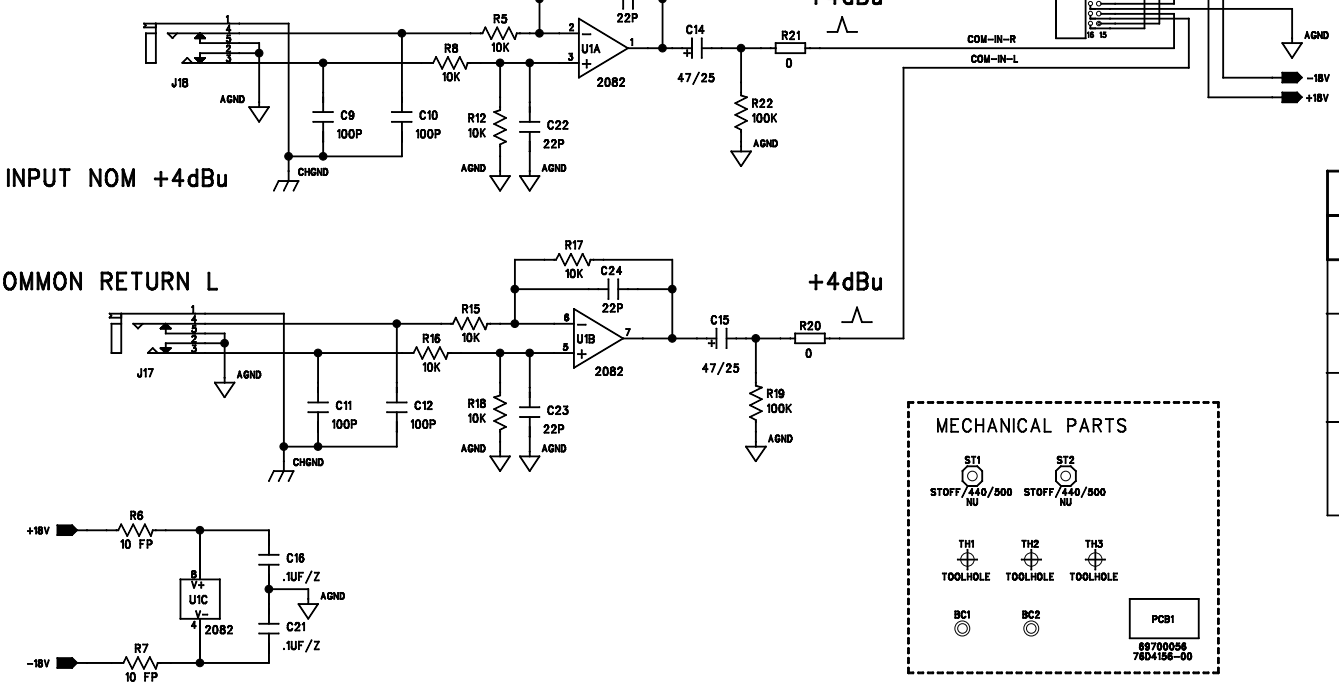 22P
R5
10K
2
1
U1A
3
2082
C14
47/25
R21
0
R22
100K
AGND
COM-IN-R
COM-IN-L
16 15
AGND
-18V
+18V
1
4
5
2
3
J18
AGND
R8
10K
C9
100P
C10
100P
R12
10K
C22
22P
AGND
AGND
CHGND
INPUT NOM +4dBu
OMMON RETURN L
+4dBu
R17
10K
C24
22P
1
4
5
2
3
J17
AGND
R15
10K
R16
10K
6
7
U1B
5
2082
C15
47/25
R20
0
R19
100K
AGND
C11
100P
C12
100P
R18
10K
C23
22P
AGND
AGND
CHGND
+18V
R6
10 FP
8
V+
U1C
V-
4
2082
C16
.1UF/Z
AGND
C21
.1UF/Z
-18V
R7
10 FP
MECHANICAL PARTS
ST1
STOFF/440/500
NU
ST2
STOFF/440/500
NU
TH1
TOOLHOLE
TH2
TOOLHOLE
TH3
TOOLHOLE
BC1
BC2
PCB1
69700056
76D4156-00